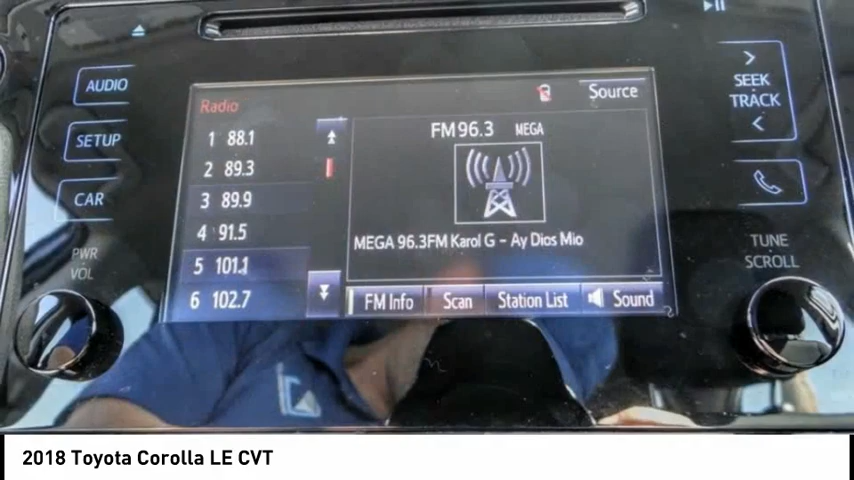 AUDIO
SETUP
CAR
PWR
VOL
Radio
Source
1 88.1
2 89.3
3 89.9
4 91.5
5 101.1
6 102.7
FM 96.3 MEGA
MEGA 96.3FM Karol G - Ay Dios Mio
FM Info
Scan
Station List
Sound
SEEK
TRACK
TUNE
SCROLL
2018 Toyota Corolla LE CVT